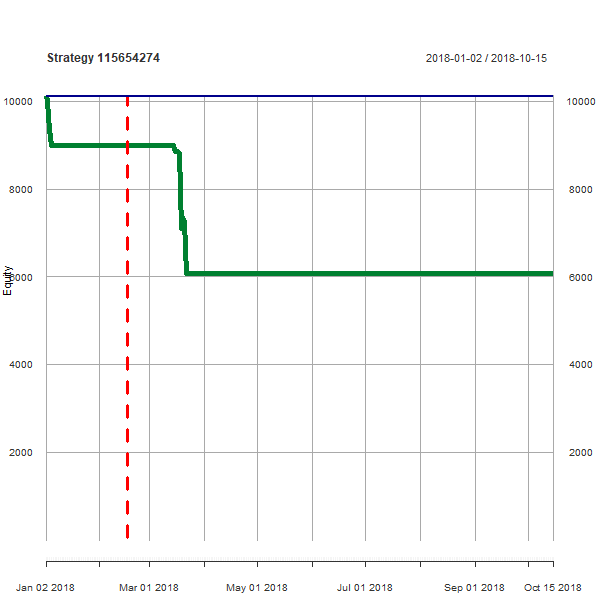 Strategy 115654274
2018-01-02 / 2018-10-15
10000
10000
8000
8000
Equity
6000
6000
4000
4000
2000
2000
Jan 02 2018
Mar 01 2018
May 01 2018
Jul 01 2018
Sep 01 2018
Oct 15 2018